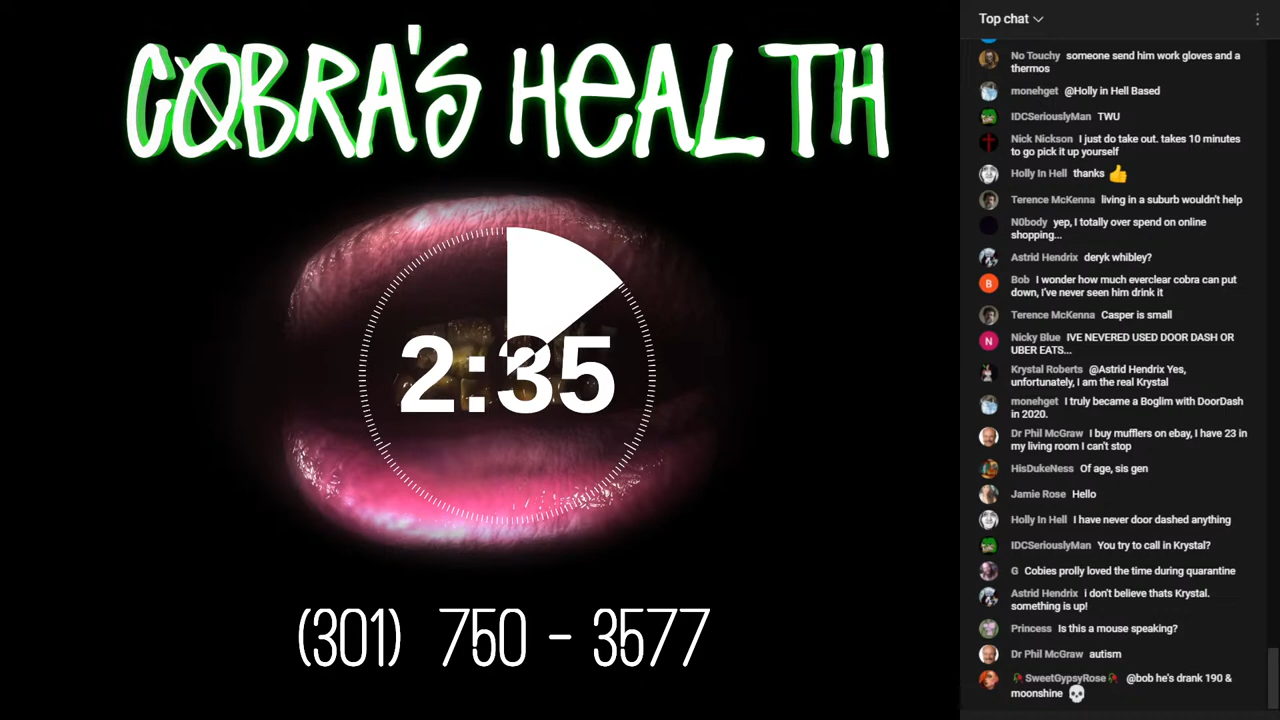 COBRA'S HEALTH
2:35
(301) 750 - 3577
Top chat
No Touchy someone send him work gloves and a
thermos
monehget @Holly in Hell Based
IDCSeriouslyMan TWU
Nick Nickson I just do take out. takes 10 minutes
to go pick it up yourself
Holly In Hell thanks 👍
Terence McKenna living in a suburb wouldn't help
N0body yep, I totally over spend on online
shopping...
Astrid Hendrix deryk whibley?
B
Bob I wonder how much everclear cobra can put
down, I've never seen him drink it
Terence McKenna Casper is small
N
Nicky Blue IVE NEVERED USED DOOR DASH OR
UBER EATS...
Krystal Roberts @Astrid Hendrix Yes,
unfortunately, I am the real Krystal
monehget I truly became a Boglim with DoorDash
in 2020.
Dr Phil McGraw I buy mufflers on ebay, I have 23 in
my living room I can't stop
HisDukeNess Of age, sis gen
Jamie Rose Hello
Holly In Hell I have never door dashed anything
IDCSeriouslyMan You try to call in Krystal?
G Cobies prolly loved the time during quarantine
Astrid Hendrix i don't believe thats Krystal.
something is up!
Princess Is this a mouse speaking?
Dr Phil McGraw autism
🥀SweetGypsyRose🥀 @bob he's drank 190 &
moonshine 💀